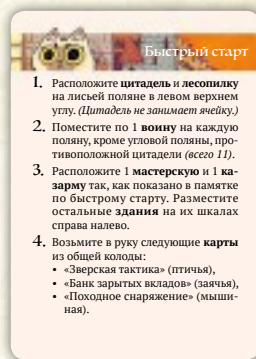 Быстрый старт
1. Расположите цитадель и лесопилку
на лисьей поляне в левом верхнем
углу. (Цитадель не занимает ячейку.)
2. Поместите по 1 воину на каждую
поляну, кроме угловой поляны, про-
тивоположной цитадели (всего 11).
3. Расположите 1 мастерскую и 1 ка-
зарму так, как показано в памятке
по быстрому старту. Разместите
остальные здания на их шкалах
справа налево.
4. Возьмите в руку следующие карты
из общей колоды:
• «Зверская тактика» (птичья),
• «Банк зарытых вкладов» (заячья),
• «Походное снаряжение» (мыши-
ная).